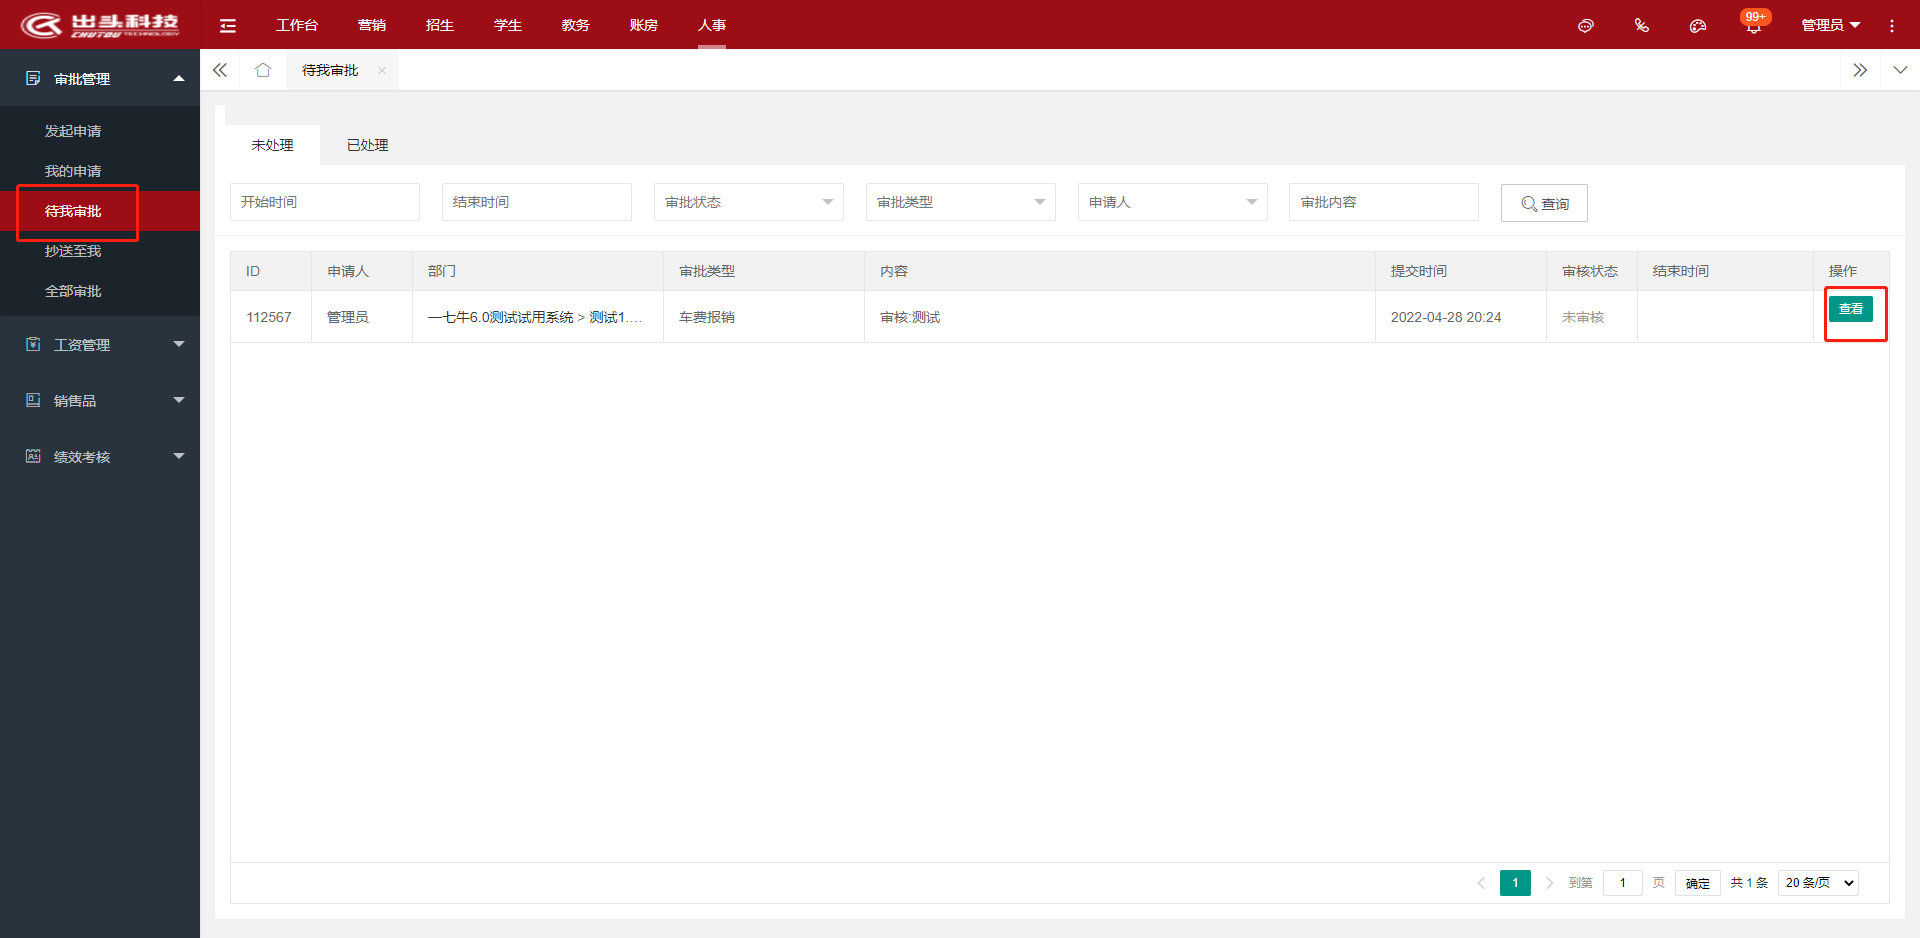 出头科技
CHUTOU TECHNOLOGY
工作台 营销 招生 学生 教务 账房 人事
99+
管理员
审批管理
发起申请
我的申请
待我审批
抄送至我
全部审批
工资管理
销售品
绩效考核
待我审批
未处理 已处理
开始时间 结束时间 审批状态 审批类型 申请人 审批内容 查询
ID 申请人 部门 审批类型 内容 提交时间 审核状态 结束时间 操作
112567 管理员 一七牛6.0测试试用系统 > 测试1.... 车费报销 审核:测试 2022-04-28 20:24 未审核 查看
1 到第 1 页 确定 共 1 条 20 条/页